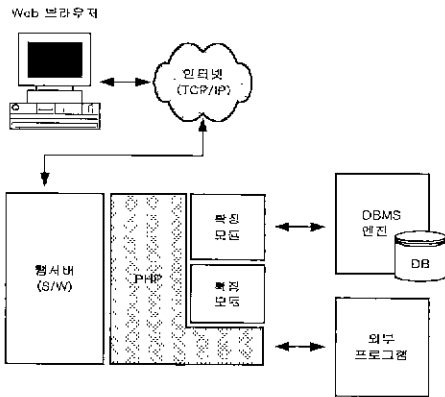 Web 브라우저
인터넷
(TCP/IP)
웹서버
(S/W)
PHP
확장
모듈
확장
모듈
DBMS
엔진
DB
외부
프로그램